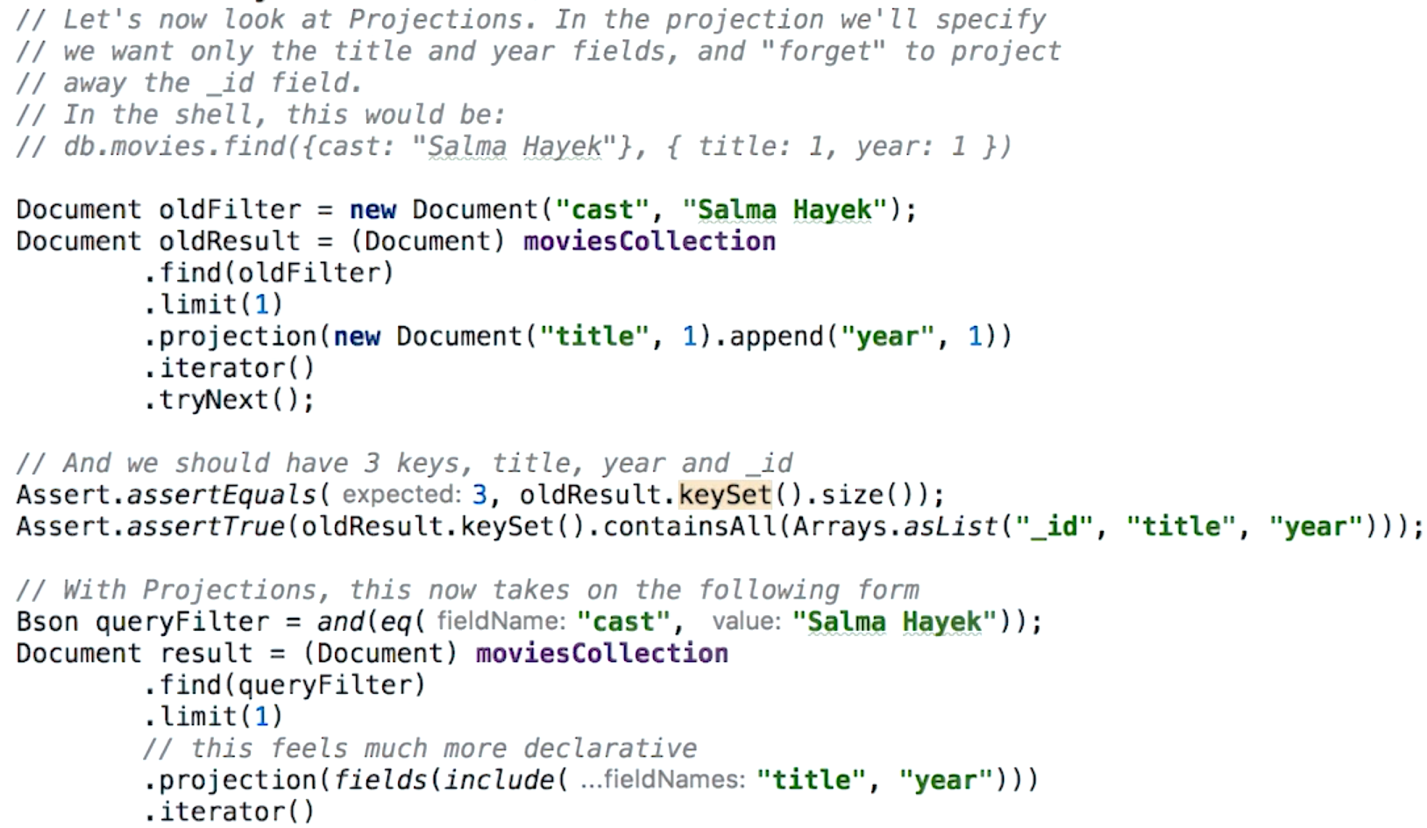 // Let's now look at Projections. In the projection we'll specify
// we want only the title and year fields, and "forget" to project
// away the _id field.
// In the shell, this would be:
// db.movies.find({cast: "Salma Hayek"}, { title: 1, year: 1 })
Document oldFilter = new Document("cast", "Salma Hayek");
Document oldResult = (Document) moviesCollection
.find(oldFilter)
.limit(1)
.projection(new Document("title", 1).append("year", 1))
.iterator()
.tryNext();
// And we should have 3 keys, title, year and _id
Assert.assertEquals( expected: 3, oldResult.keySet().size());
Assert.assertTrue(oldResult.keySet().containsAll(Arrays.asList("_id", "title", "year")));
// With Projections, this now takes on the following form
Bson queryFilter = and(eq( fieldName: "cast", value: "Salma Hayek"));
Document result = (Document) moviesCollection
.find(queryFilter)
.limit(1)
// this feels much more declarative
.projection(fields(include( ...fieldNames: "title", "year")))
.iterator()